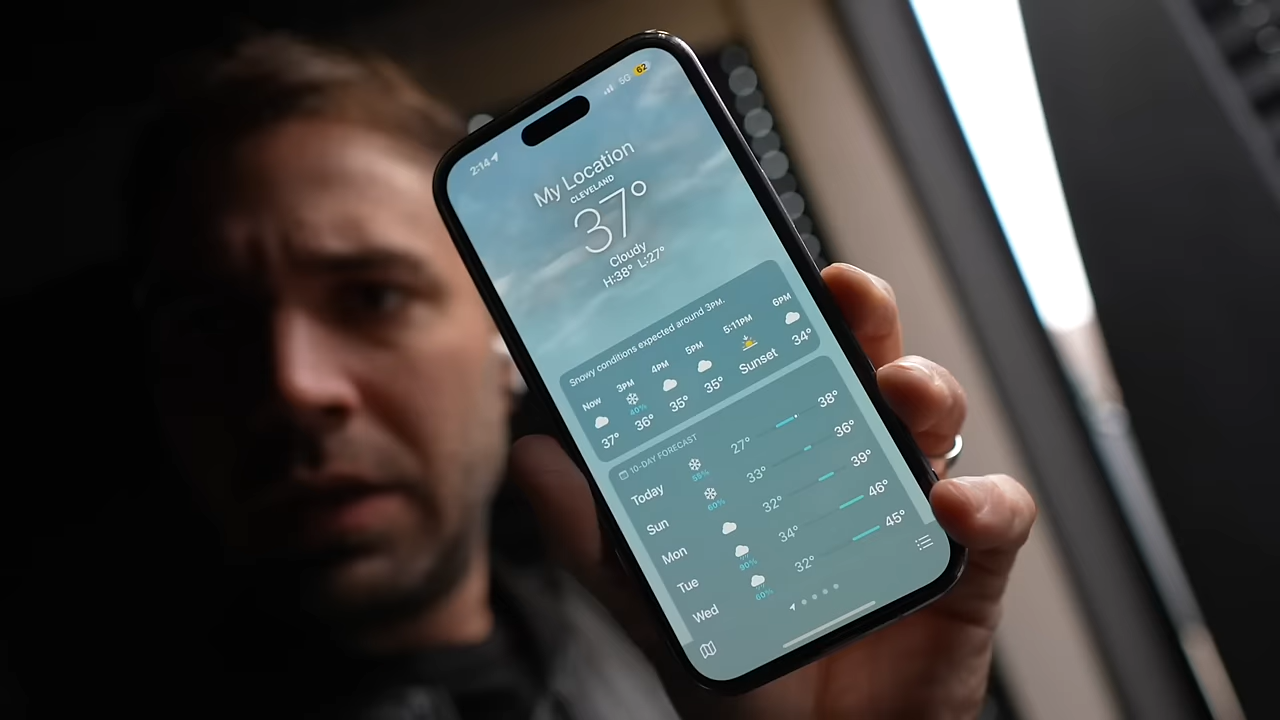 2:14 5G 62
My Location
CLEVELAND
37°
Cloudy
H:38° L:27°
Snowy conditions expected around 3PM.
Now 3PM 4PM 5PM 5:11PM 6PM
40%
37° 36° 35° 35° Sunset 34°
10-DAY FORECAST
Today 55% 27° 38°
Sun 60% 33° 36°
Mon 32° 39°
Tue 90% 34° 46°
Wed 60% 32° 45°